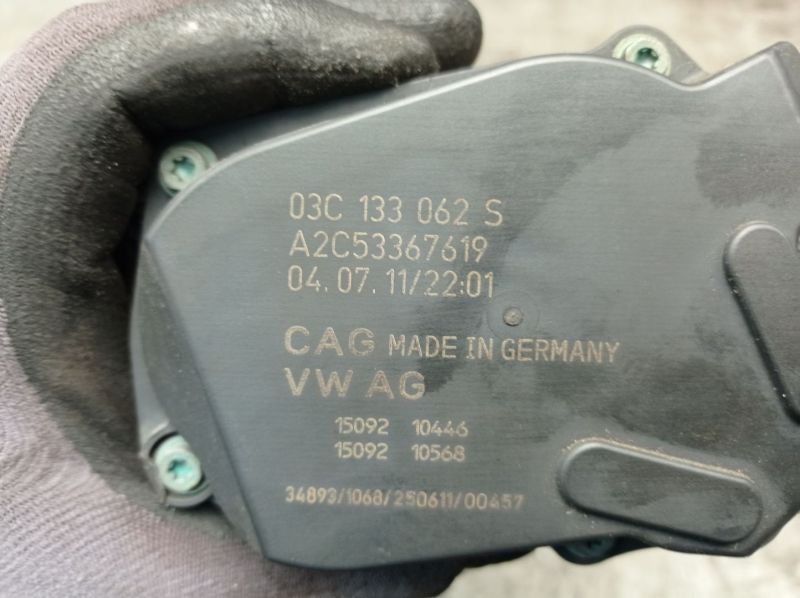 03C 133 062 S
A2C53367619
04.07.11/22:01
CAG MADE IN GERMANY
VW AG
15092 10446
15092 10568
34893/1068/250611/00457